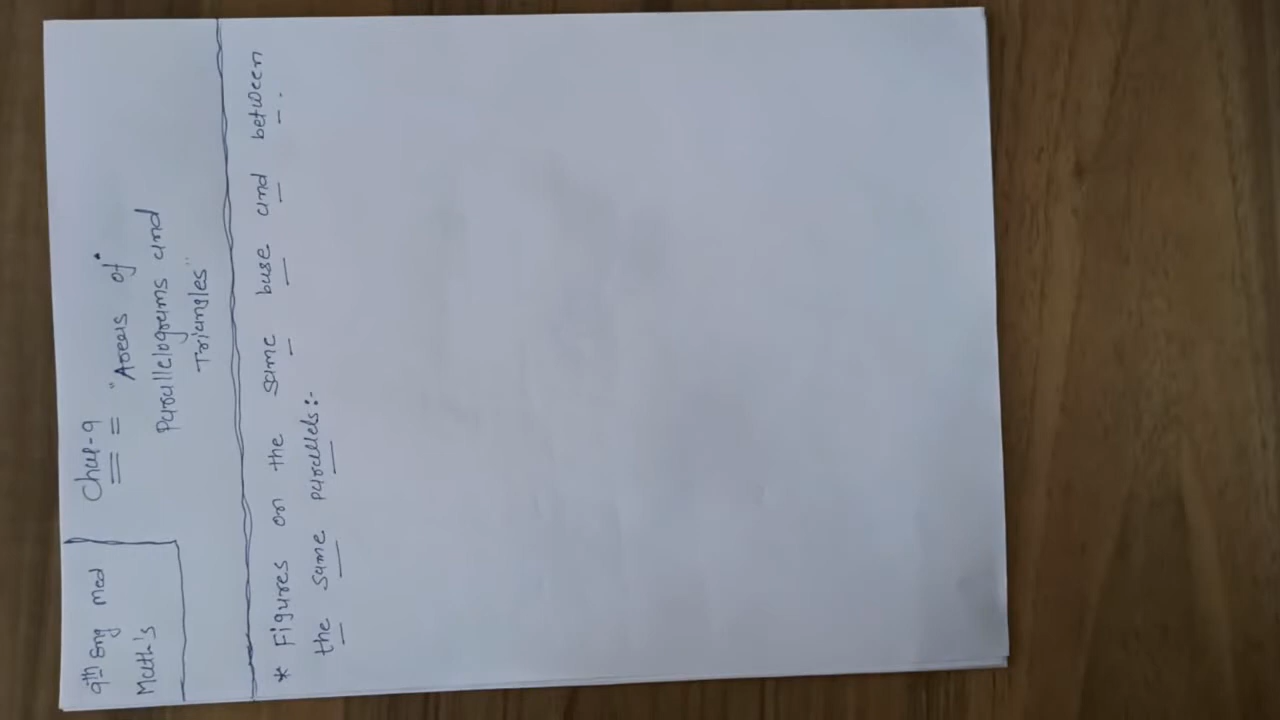 9th Eng med
Math's
Chap-9
"Areas of
Parallelograms and
Triangles"
* Figures on the same base and between
the same parallels:-